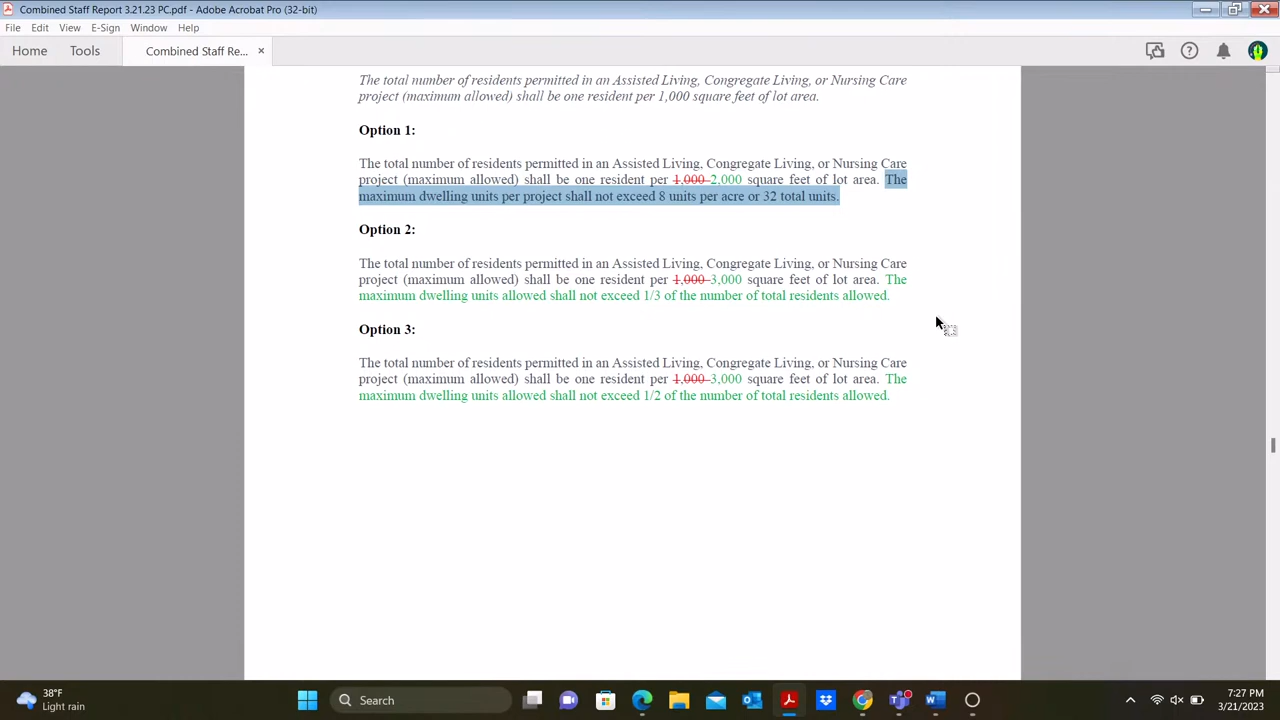 Combined Staff Report 3.21.23 PC.pdf - Adobe Acrobat Pro (32-bit)
File Edit View E-Sign Window Help
Home Tools Combined Staff Re... ×
The total number of residents permitted in an Assisted Living, Congregate Living, or Nursing Care
project (maximum allowed) shall be one resident per 1,000 square feet of lot area.
Option 1:
The total number of residents permitted in an Assisted Living, Congregate Living, or Nursing Care
project (maximum allowed) shall be one resident per 1,000 2,000 square feet of lot area. The
maximum dwelling units per project shall not exceed 8 units per acre or 32 total units.
Option 2:
The total number of residents permitted in an Assisted Living, Congregate Living, or Nursing Care
project (maximum allowed) shall be one resident per 1,000 3,000 square feet of lot area. The
maximum dwelling units allowed shall not exceed 1/3 of the number of total residents allowed.
Option 3:
The total number of residents permitted in an Assisted Living, Congregate Living, or Nursing Care
project (maximum allowed) shall be one resident per 1,000 3,000 square feet of lot area. The
maximum dwelling units allowed shall not exceed 1/2 of the number of total residents allowed.
38°F
Light rain
Search
7:27 PM
3/21/2023